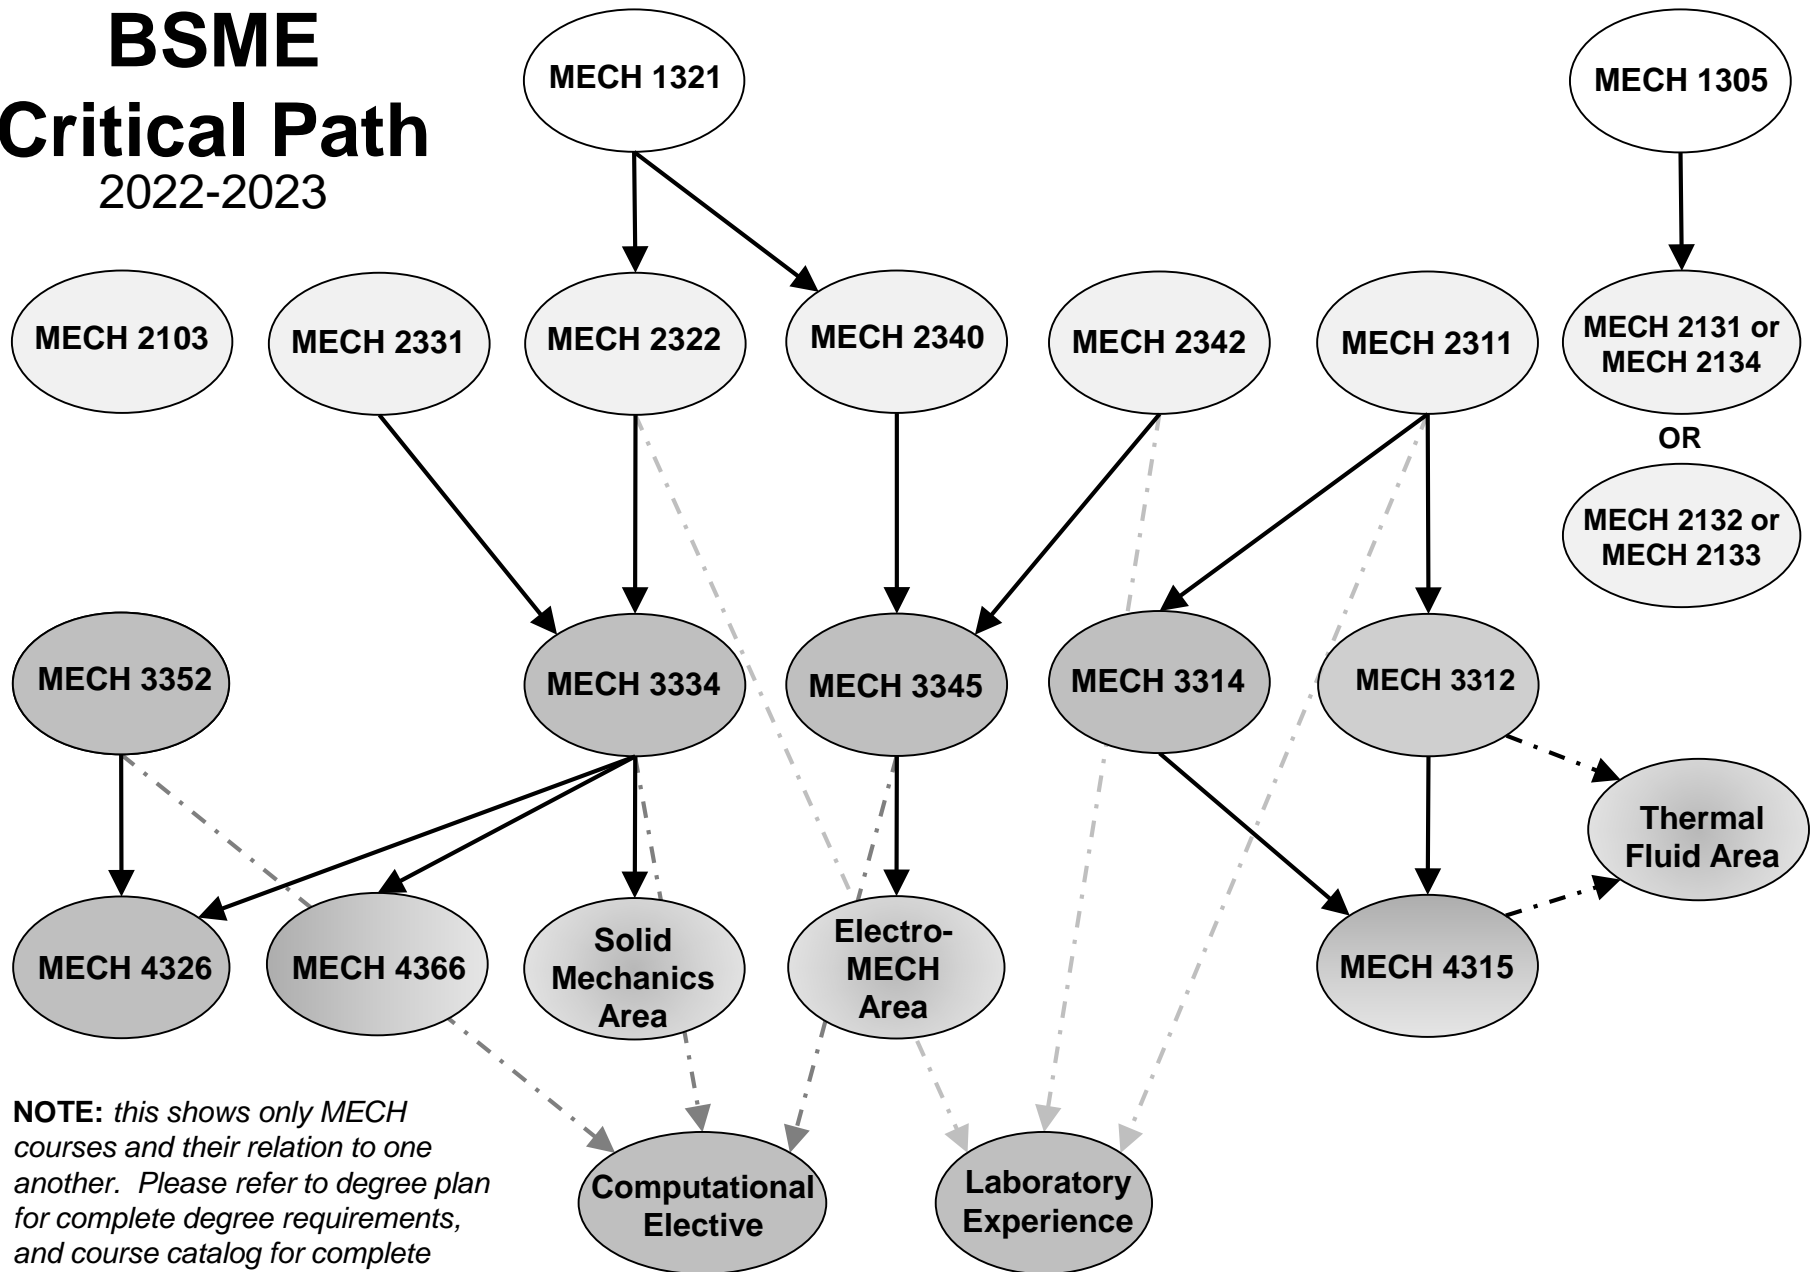 BSME
Critical Path
2022-2023
MECH 1321
MECH 1305
MECH 2103
MECH 2331
MECH 2322
MECH 2340
MECH 2342
MECH 2311
MECH 2131 or
MECH 2134
OR
MECH 2132 or
MECH 2133
MECH 3352
MECH 3334
MECH 3345
MECH 3314
MECH 3312
Thermal
Fluid Area
MECH 4326
MECH 4366
Solid
Mechanics
Area
Electro-
MECH
Area
MECH 4315
NOTE: this shows only MECH
courses and their relation to one
another. Please refer to degree plan
for complete degree requirements,
and course catalog for complete
Computational
Elective
Laboratory
Experience